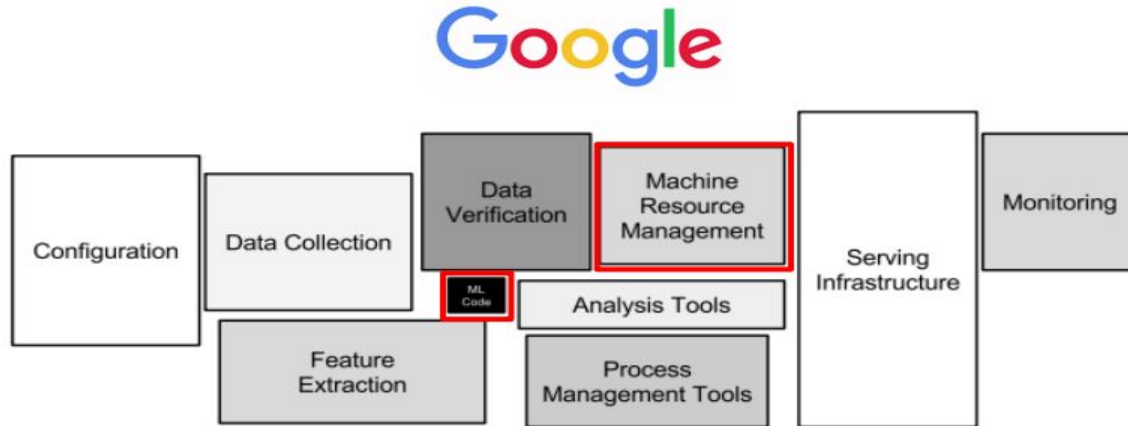 Google
Configuration
Data Collection
Feature
Extraction
Data
Verification
ML
Code
Machine
Resource
Management
Analysis Tools
Process
Management Tools
Serving
Infrastructure
Monitoring